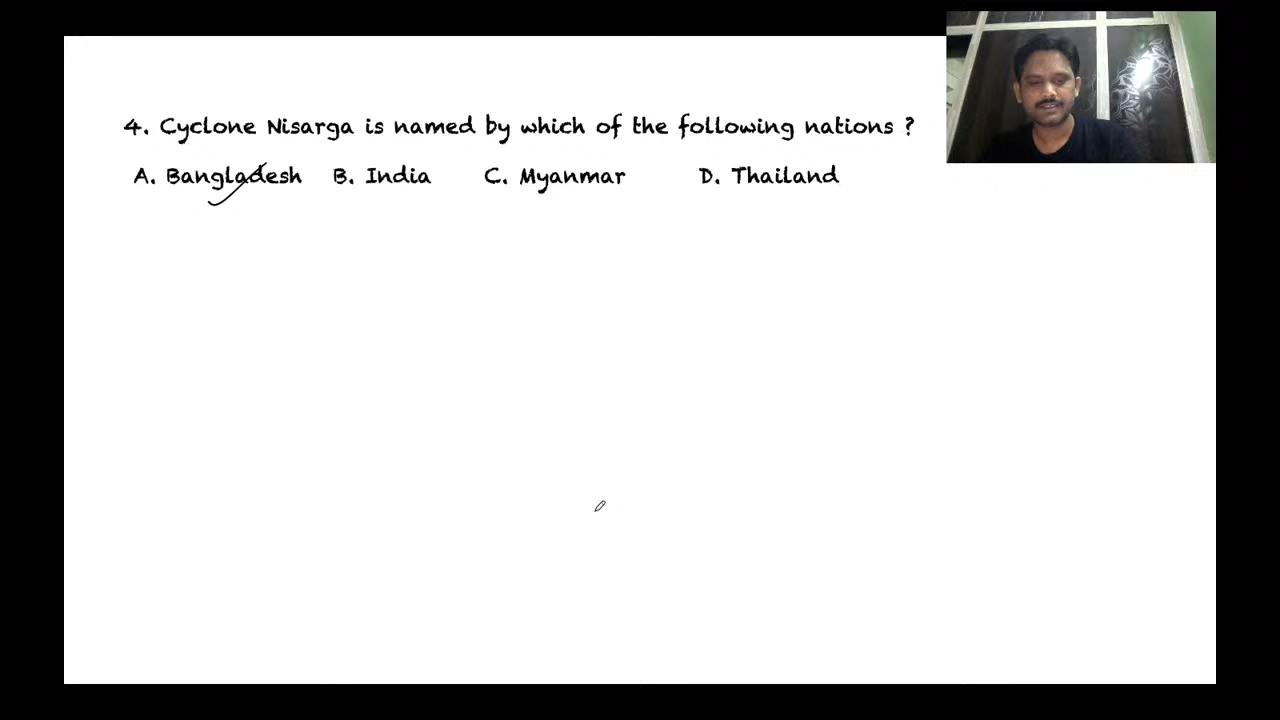 4. Cyclone Nisarga is named by which of the following nations ?
A. Bangladesh B. India C. Myanmar D. Thailand